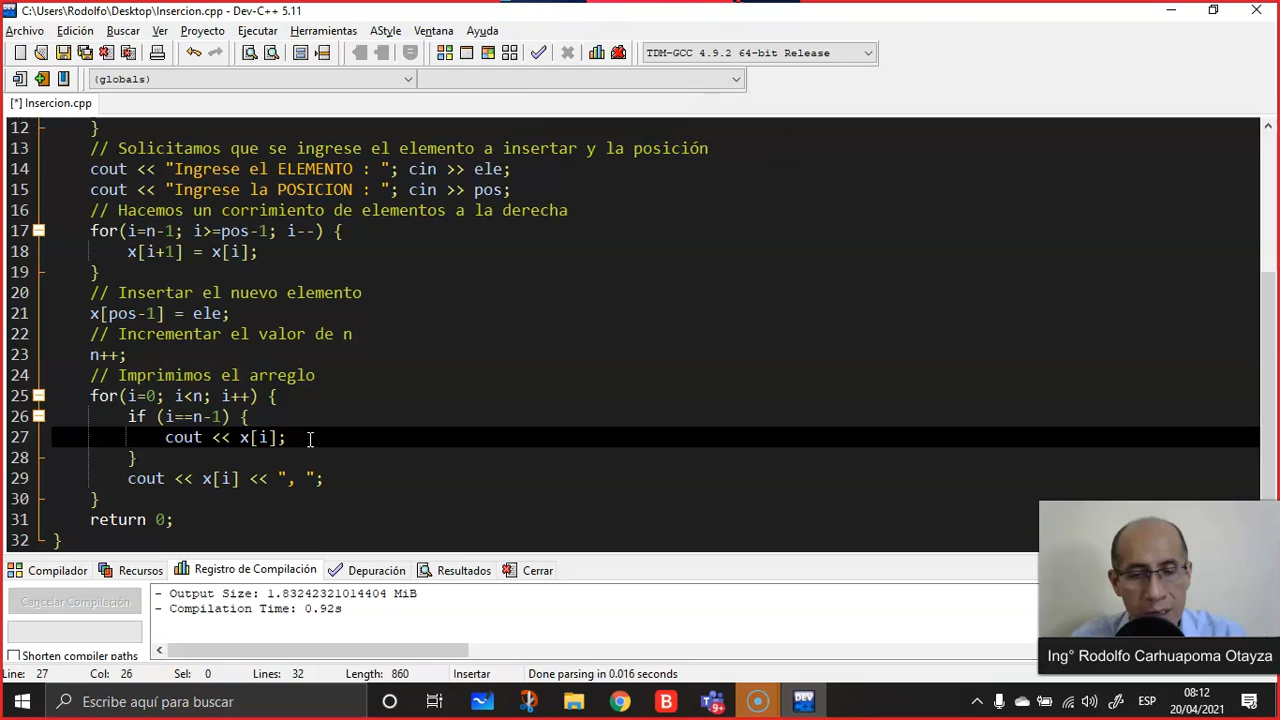 C:\Users\Rodolfo\Desktop\Insercion.cpp - Dev-C++ 5.11
Archivo Edición Buscar Ver Proyecto Ejecutar Herramientas AStyle Ventana Ayuda
TDM-GCC 4.9.2 64-bit Release
(globals)
[*] Insercion.cpp
12 }
13 // Solicitamos que se ingrese el elemento a insertar y la posición
14 cout << "Ingrese el ELEMENTO : "; cin >> ele;
15 cout << "Ingrese la POSICION : "; cin >> pos;
16 // Hacemos un corrimiento de elementos a la derecha
17 for(i=n-1; i>=pos-1; i--) {
18 x[i+1] = x[i];
19 }
20 // Insertar el nuevo elemento
21 x[pos-1] = ele;
22 // Incrementar el valor de n
23 n++;
24 // Imprimimos el arreglo
25 for(i=0; i<n; i++) {
26 if (i==n-1) {
27 cout << x[i];
28 }
29 cout << x[i] << ", ";
30 }
31 return 0;
32 }
Compilador Recursos Registro de Compilación Depuración Resultados Cerrar
Cancelar Compilación
- Output Size: 1.83242321014404 MiB
- Compilation Time: 0.92s
Shorten compiler paths
Ing° Rodolfo Carhuapoma Otayza
Line: 27 Col: 26 Sel: 0 Lines: 32 Length: 860 Insertar Done parsing in 0.016 seconds
Escribe aquí para buscar
9+
DEV
ESP
08:12
20/04/2021